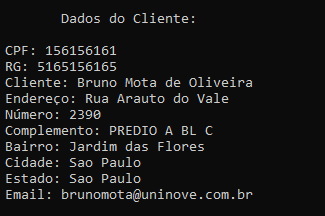 Dados do Cliente:
CPF: 156156161
RG: 5165156165
Cliente: Bruno Mota de Oliveira
Endereço: Rua Arauto do Vale
Número: 2390
Complemento: PREDIO A BL C
Bairro: Jardim das Flores
Cidade: Sao Paulo
Estado: Sao Paulo
Email: brunomota@uninove.com.br